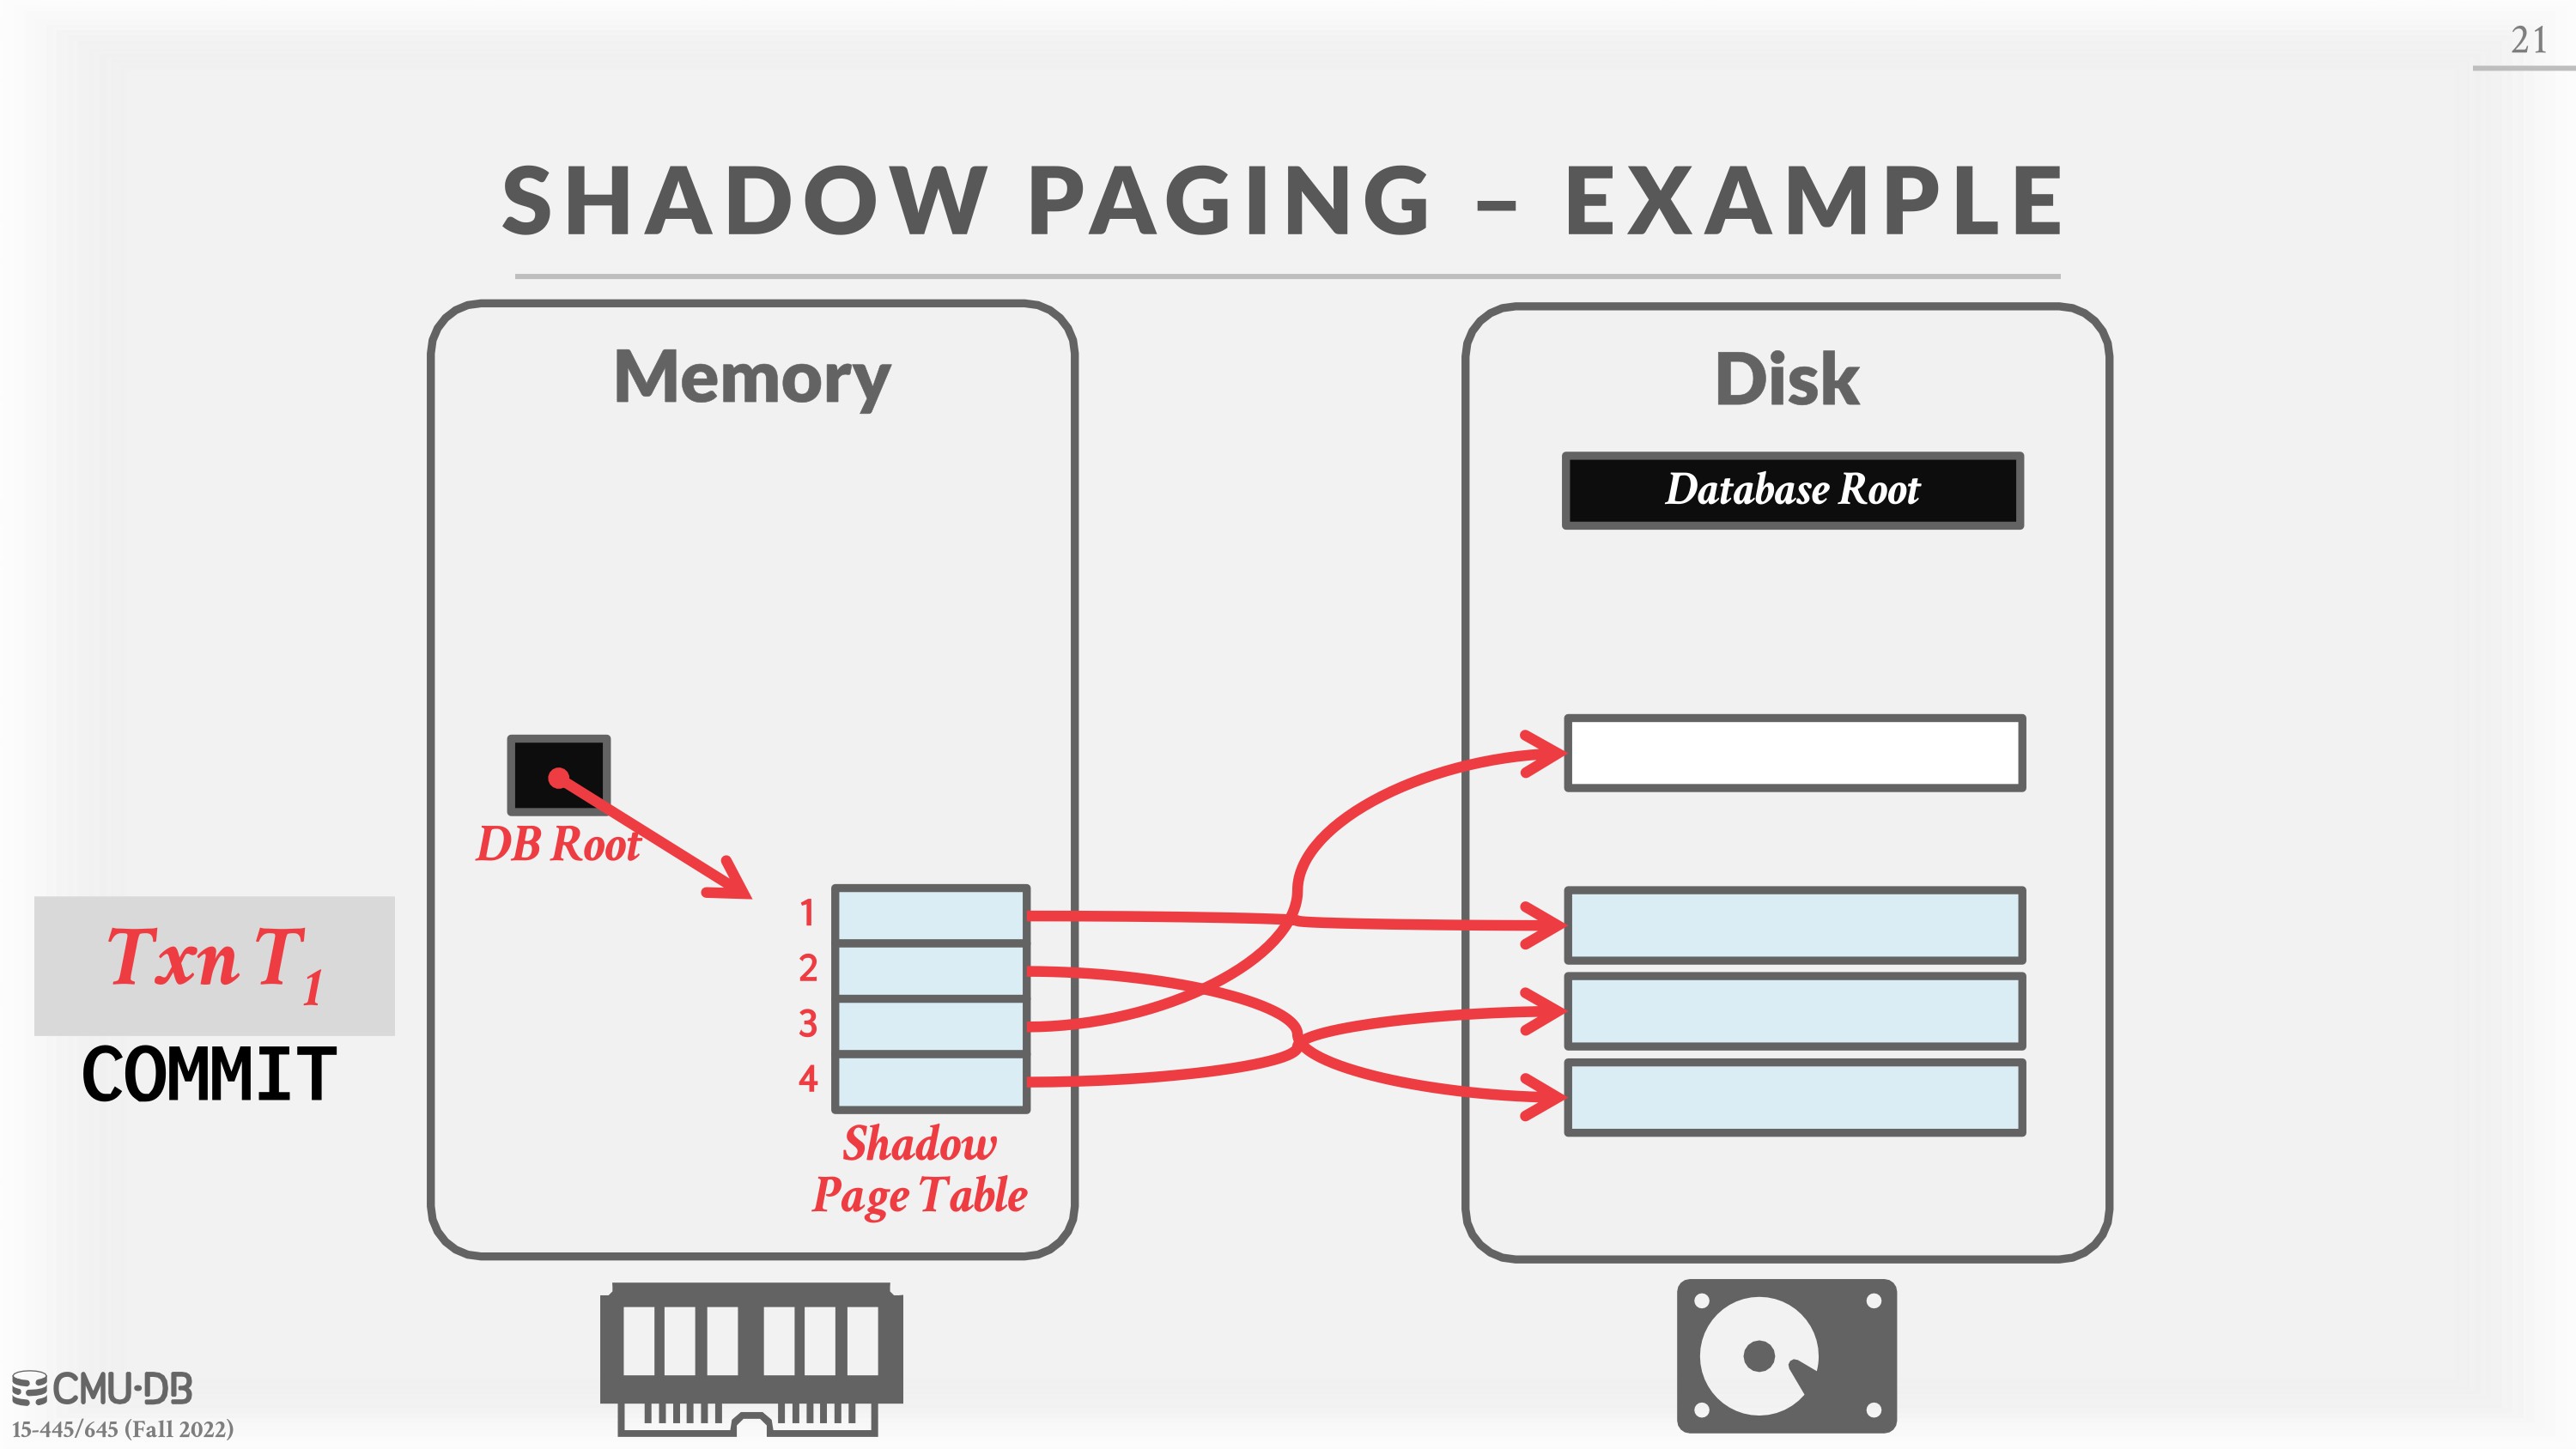 21
SHADOW PAGING – EXAMPLE
Memory
Disk
Database Root
DB Root
Txn T1
COMMIT
1
2
3
4
Shadow
Page Table
CMU·DB
15-445/645 (Fall 2022)